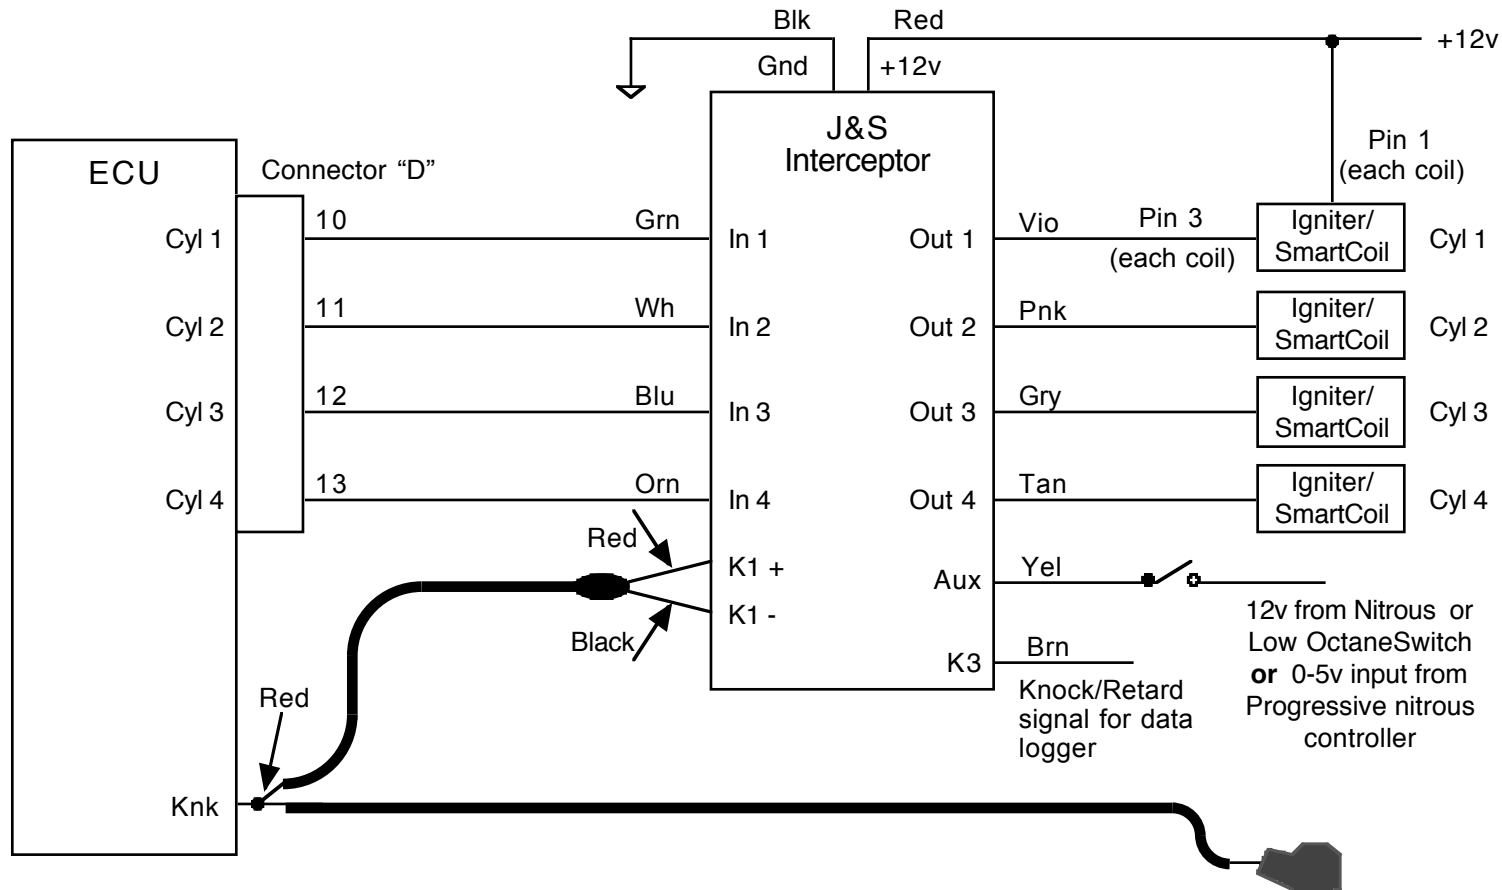 Blk
Red
+12v
Gnd
+12v
J&S
Interceptor
Pin 1
(each coil)
ECU
Connector “D”
Cyl 1
10
Grn
In 1
Out 1
Vio
Pin 3
(each coil)
Igniter/
SmartCoil
Cyl 1
Cyl 2
11
Wh
In 2
Out 2
Pnk
Igniter/
SmartCoil
Cyl 2
Cyl 3
12
Blu
In 3
Out 3
Gry
Igniter/
SmartCoil
Cyl 3
Cyl 4
13
Orn
In 4
Out 4
Tan
Igniter/
SmartCoil
Cyl 4
Red
K1 +
K1 -
Black
Aux
Yel
12v from Nitrous or
Low OctaneSwitch
or 0-5v input from
Progressive nitrous
controller
K3
Brn
Knock/Retard
signal for data
logger
Red
Knk